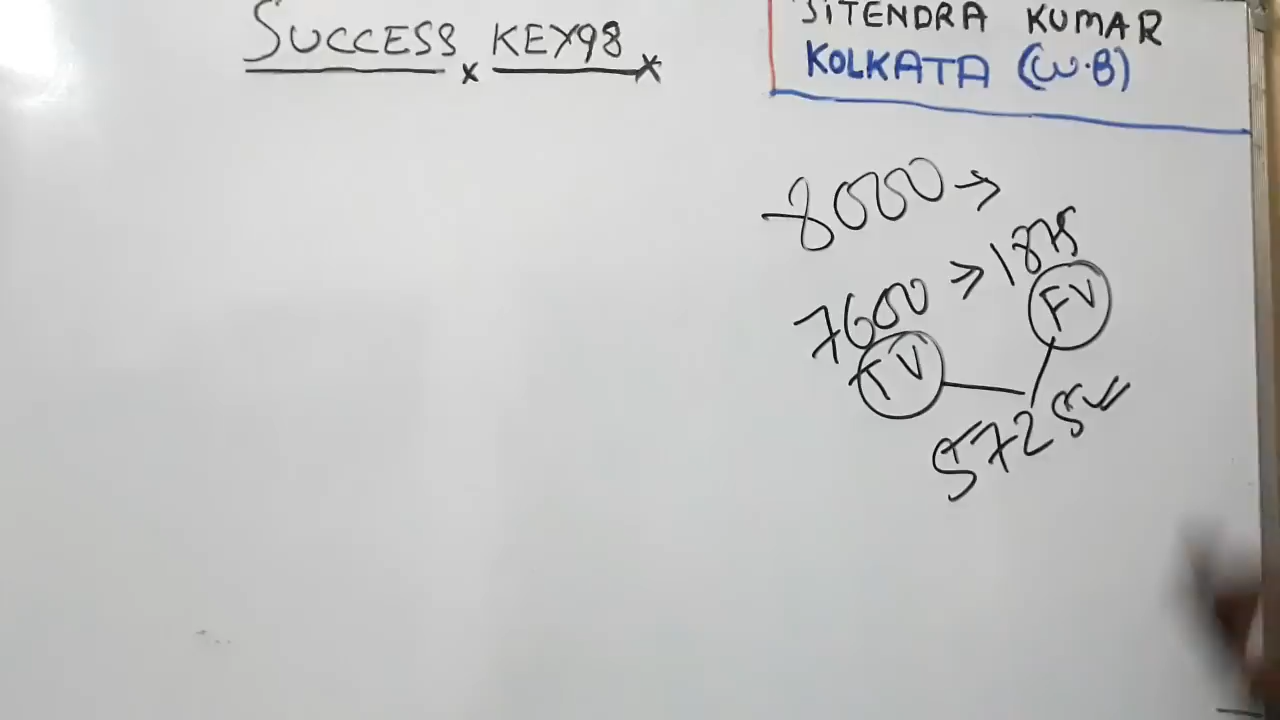 SUCCESS KEY98
JITENDRA KUMAR
KOLKATA (W.B)
8000 →
7600 → 1875
TV FV
5725